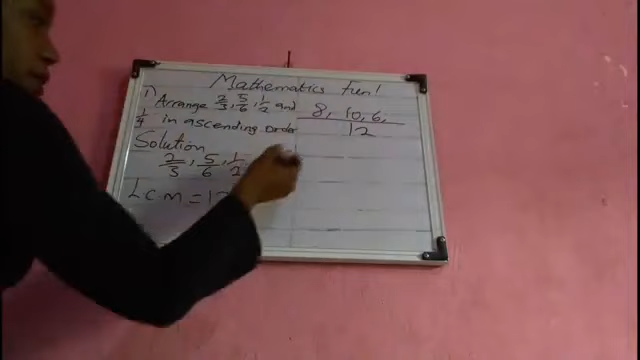 Mathematics Fun!
1) Arrange 2/3, 5/6, 1/2 and
1/4 in ascending order
Solution
2/3, 5/6, 1/2
L.C.M = 12
8, 10, 6,
12